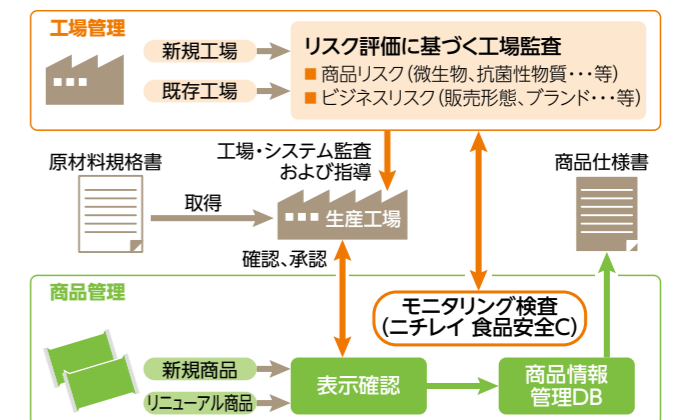 工場管理
新規工場
既存工場
リスク評価に基づく工場監査
■ 商品リスク(微生物、抗菌性物質・・・等)
■ ビジネスリスク(販売形態、ブランド・・・等)
原材料規格書
工場・システム監査
および指導
商品仕様書
取得
生産工場
確認、承認
商品管理
モニタリング検査
(ニチレイ 食品安全C)
新規商品
リニューアル商品
表示確認
商品情報
管理DB